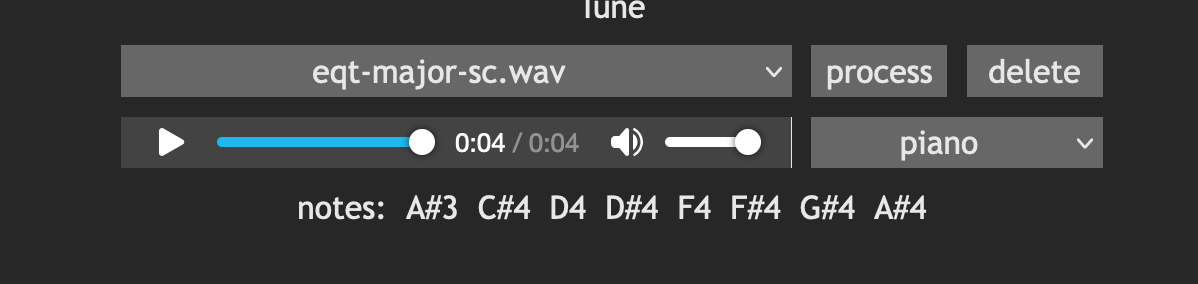 Tune
eqt-major-sc.wav process delete
0:04 / 0:04 piano
notes: A#3 C#4 D4 D#4 F4 F#4 G#4 A#4